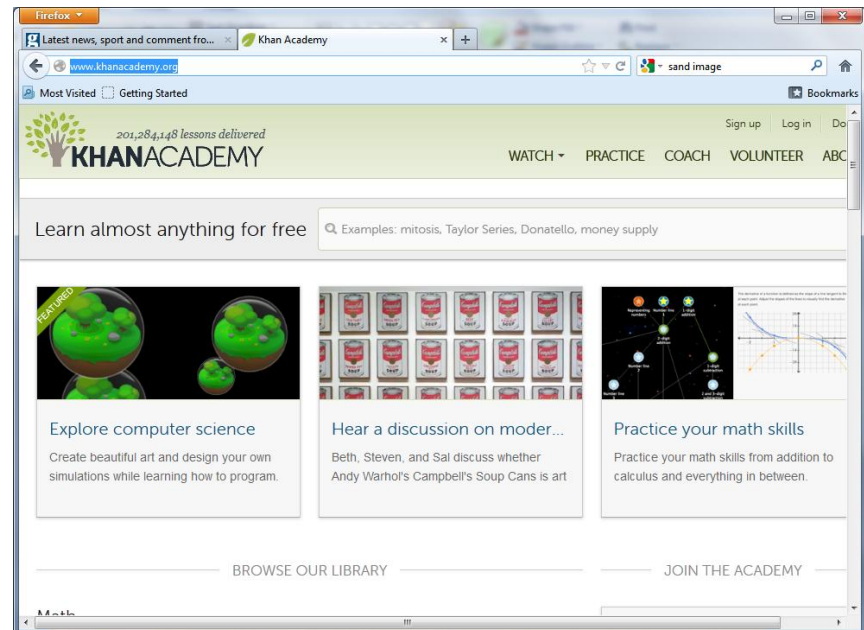 Firefox
Latest news, sport and comment fro...
Khan Academy
www.khanacademy.org
sand image
Most Visited
Getting Started
Bookmarks
Sign up
Log in
Do
201,284,148 lessons delivered
KHANACADEMY
WATCH
PRACTICE
COACH
VOLUNTEER
ABC
Learn almost anything for free
Examples: mitosis, Taylor Series, Donatello, money supply
FEATURED
Explore computer science
Create beautiful art and design your own
simulations while learning how to program.
Hear a discussion on moder...
Beth, Steven, and Sal discuss whether
Andy Warhol's Campbell's Soup Cans is art
Practice your math skills
Practice your math skills from addition to
calculus and everything in between.
BROWSE OUR LIBRARY
JOIN THE ACADEMY
Math